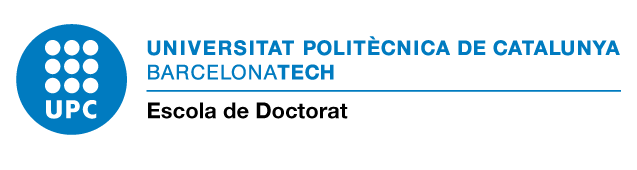 UPC
UNIVERSITAT POLITÈCNICA DE CATALUNYA
BARCELONATECH
Escola de Doctorat